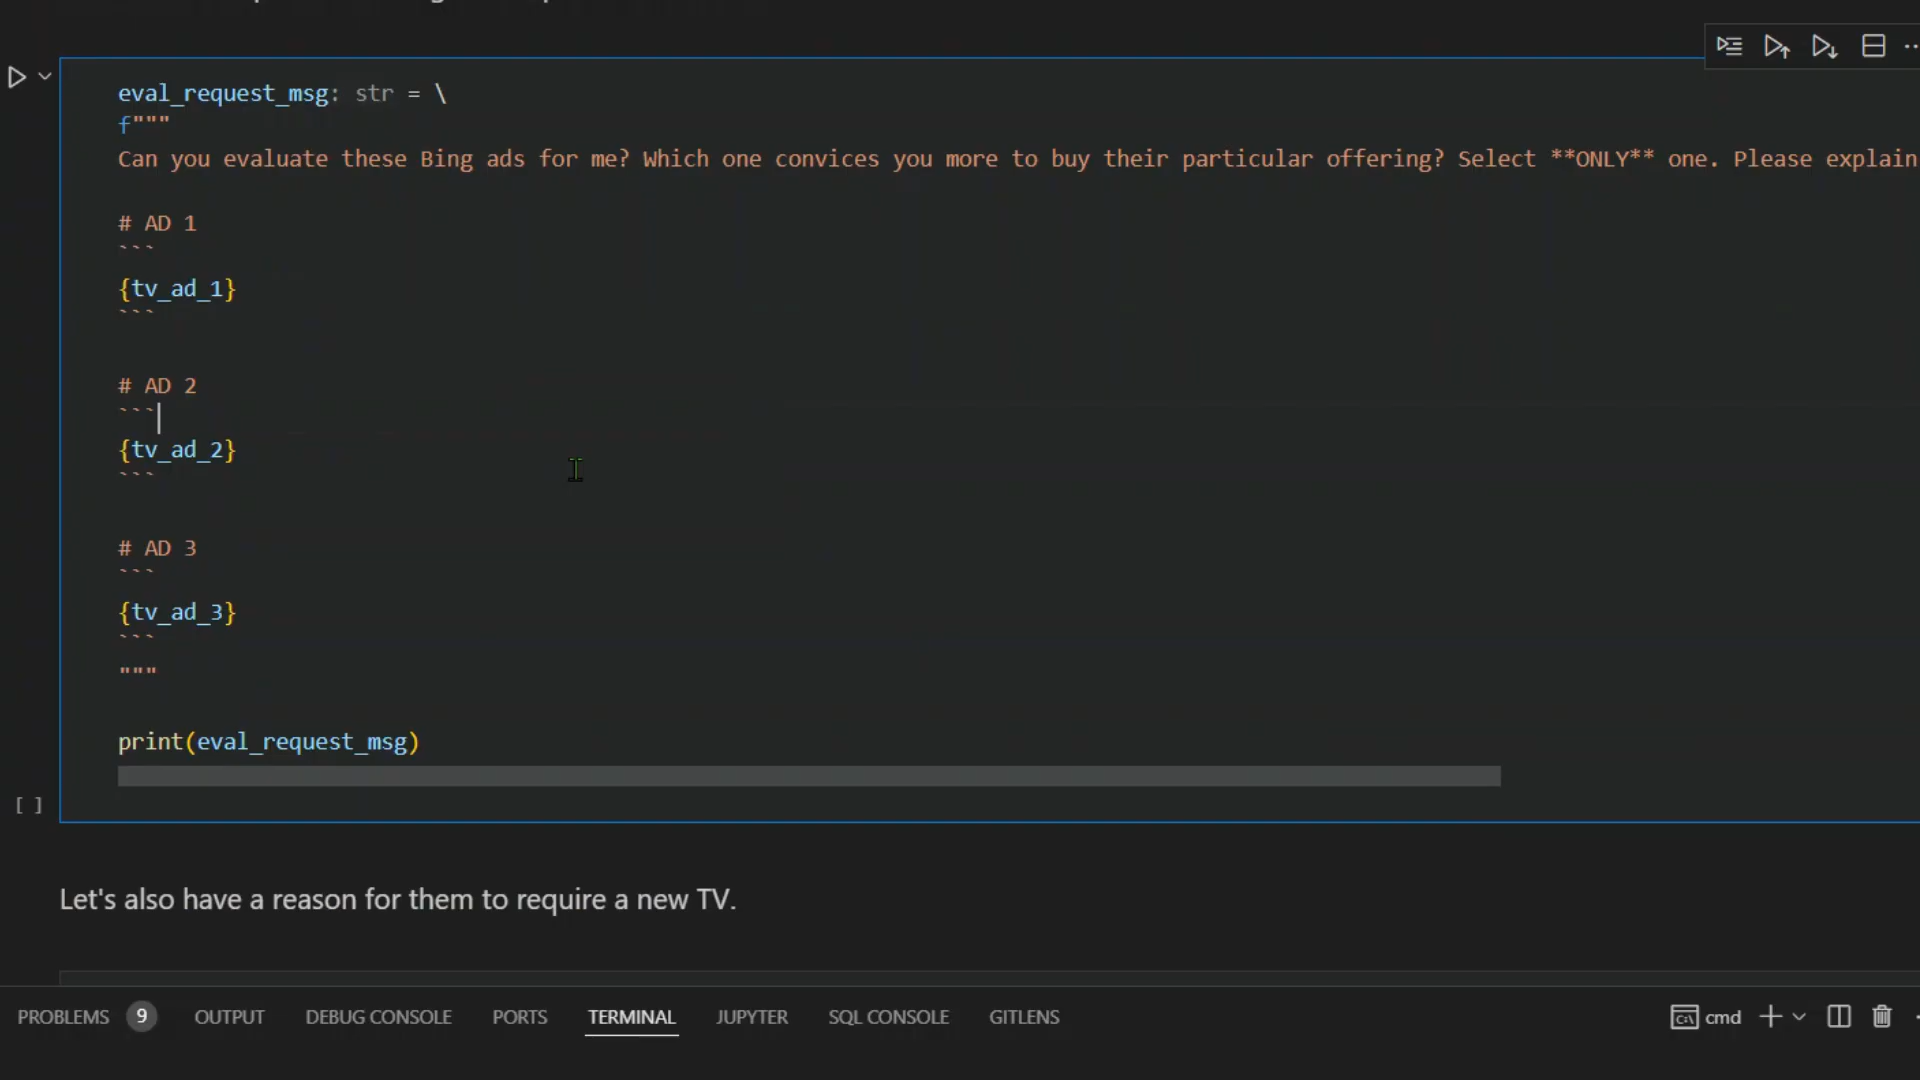 eval_request_msg: str = \
f"""
Can you evaluate these Bing ads for me? Which one convices you more to buy their particular offering? Select **ONLY** one. Please explain
# AD 1
```
{tv_ad_1}
```
# AD 2
```
{tv_ad_2}
```
# AD 3
```
{tv_ad_3}
```
"""
print(eval_request_msg)
[ ]
Let's also have a reason for them to require a new TV.
PROBLEMS 9 OUTPUT DEBUG CONSOLE PORTS TERMINAL JUPYTER SQL CONSOLE GITLENS cmd